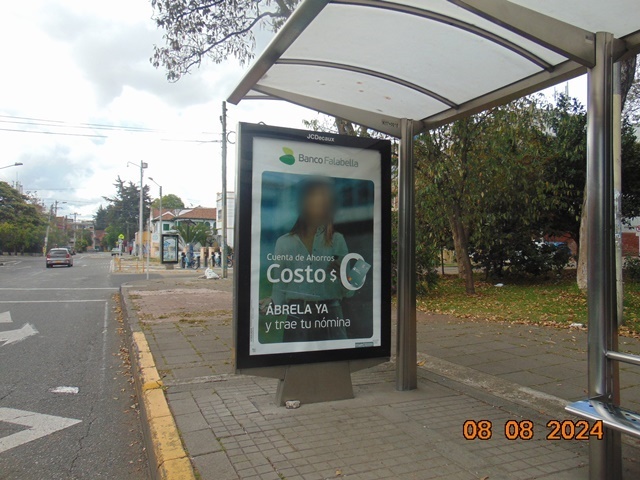 JCDecaux
Banco Falabella
Cuenta de Ahorros
Costo $0
ÁBRELA YA
y trae tu nómina
08 08 2024